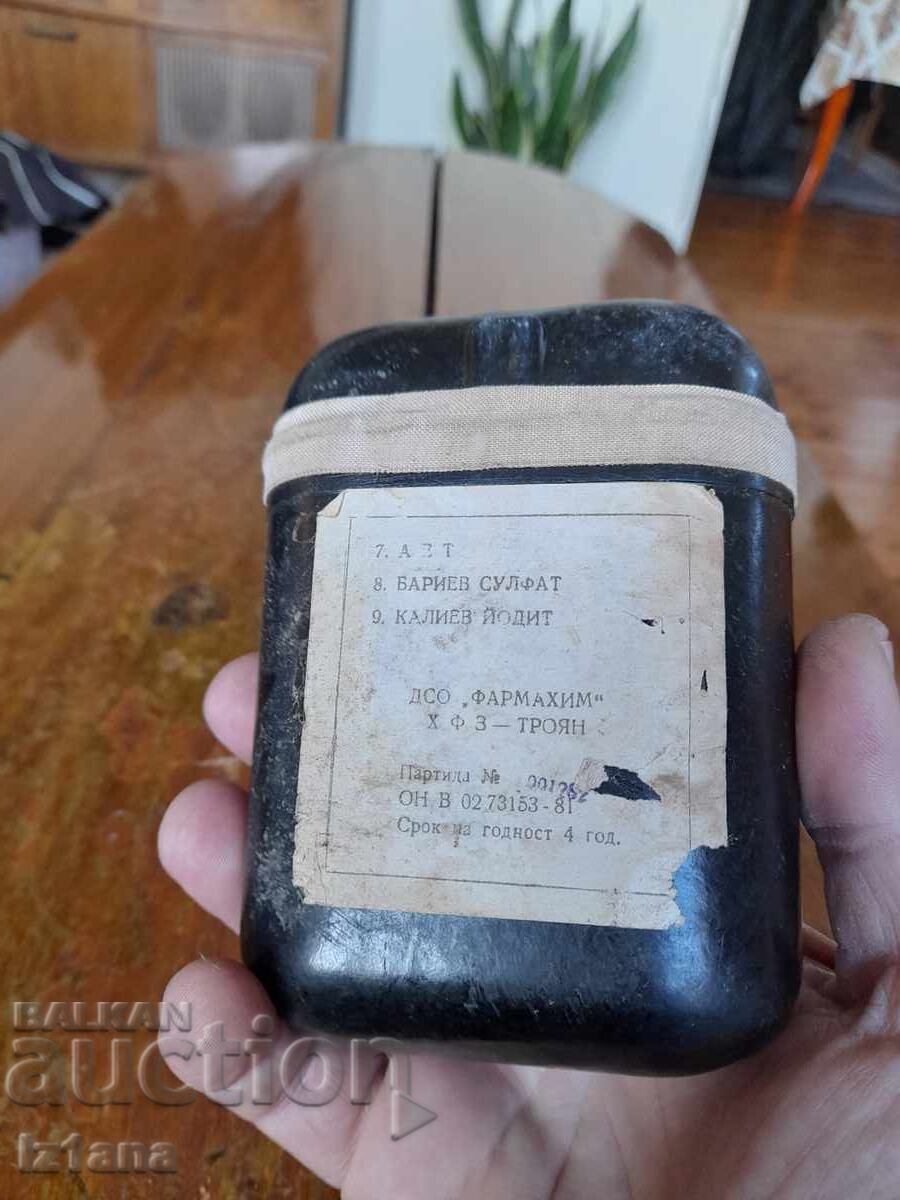 7. А Е Т
8. БАРИЕВ СУЛФАТ
9. КАЛИЕВ ЙОДИТ
ДСО „ФАРМАХИМ"
Х Ф З — ТРОЯН
Партида №
ОН В 02 73153 - 81
Срок на годност 4 год.
BALKAN
auction
iz1ana